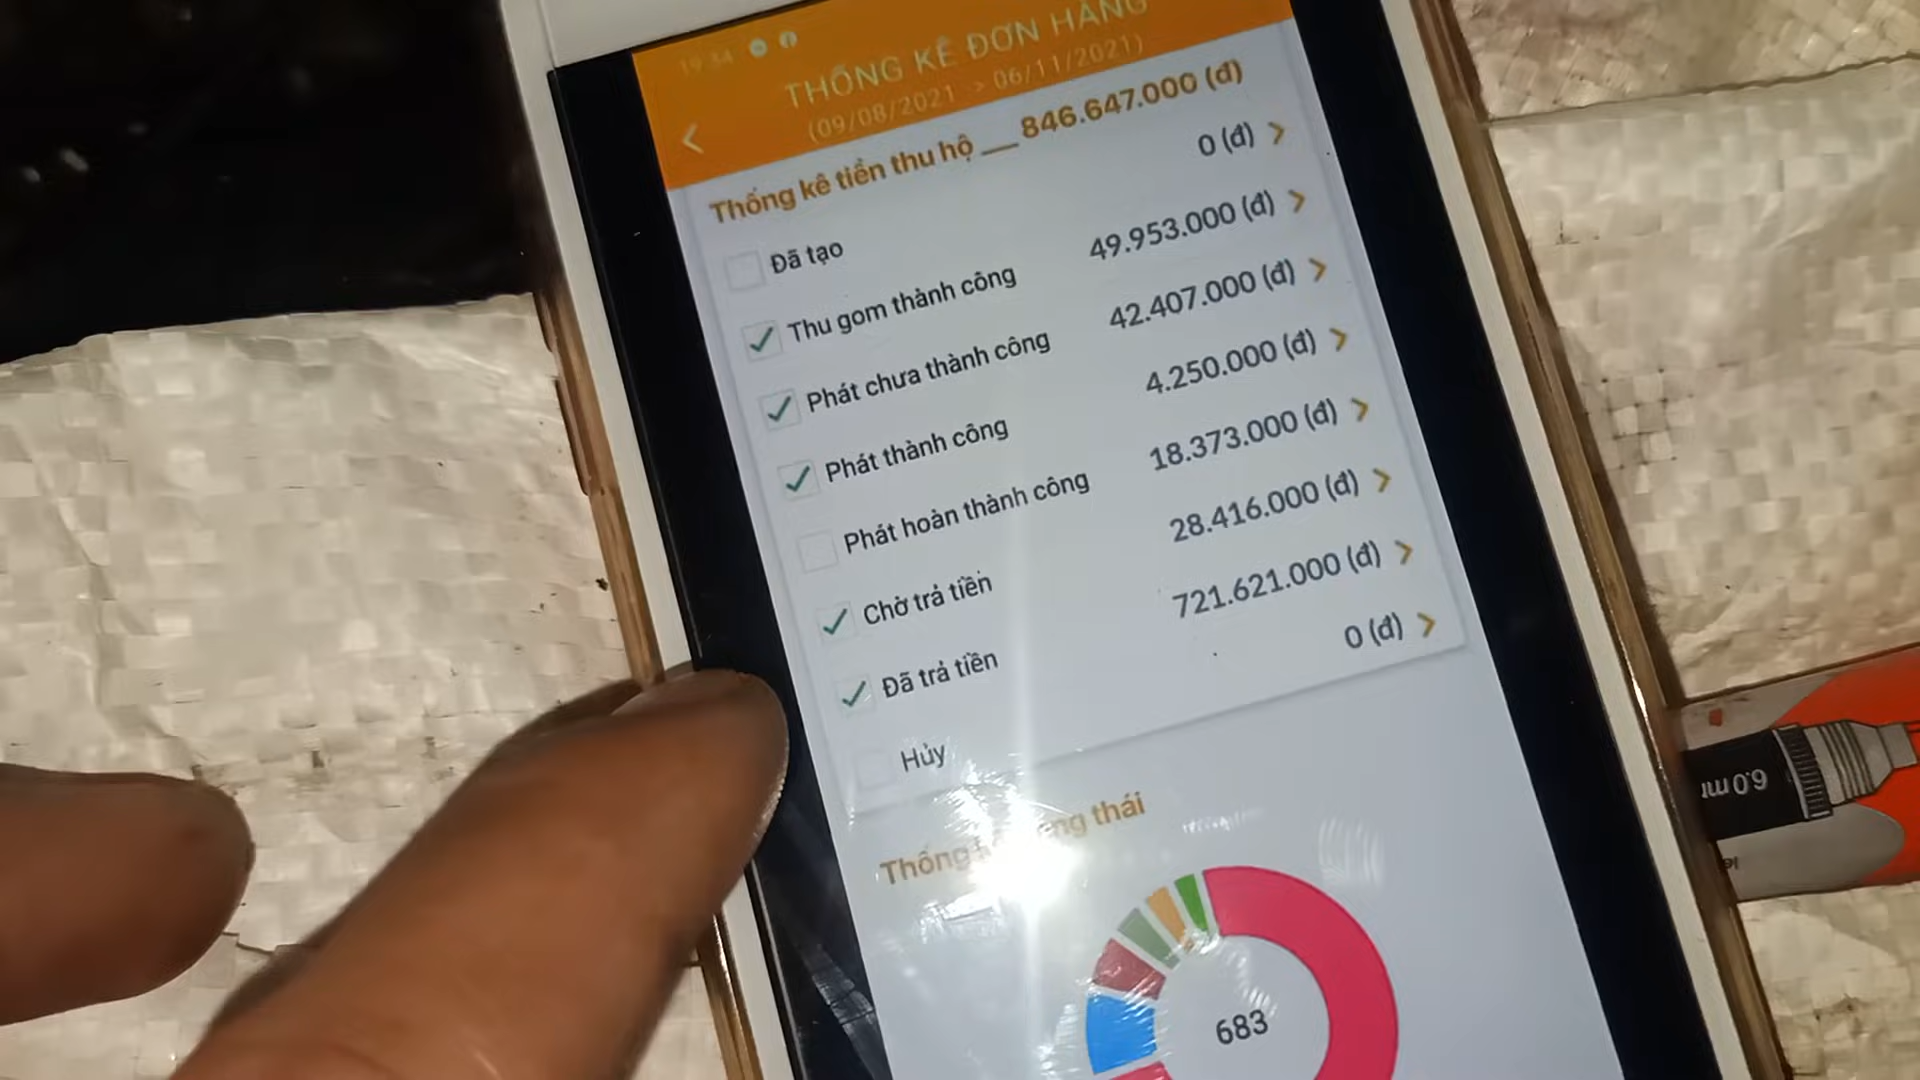 19:34
THỐNG KÊ ĐƠN HÀNG
(09/08/2021 -> 06/11/2021)
Thống kê tiền thu hộ __ 846.647.000 (đ)
Đã tạo 0 (đ)
Thu gom thành công 49.953.000 (đ)
Phát chưa thành công 42.407.000 (đ)
Phát thành công 4.250.000 (đ)
Phát hoàn thành công 18.373.000 (đ)
Chờ trả tiền 28.416.000 (đ)
Đã trả tiền 721.621.000 (đ)
Hủy 0 (đ)
Thống thái
683
6.0 m